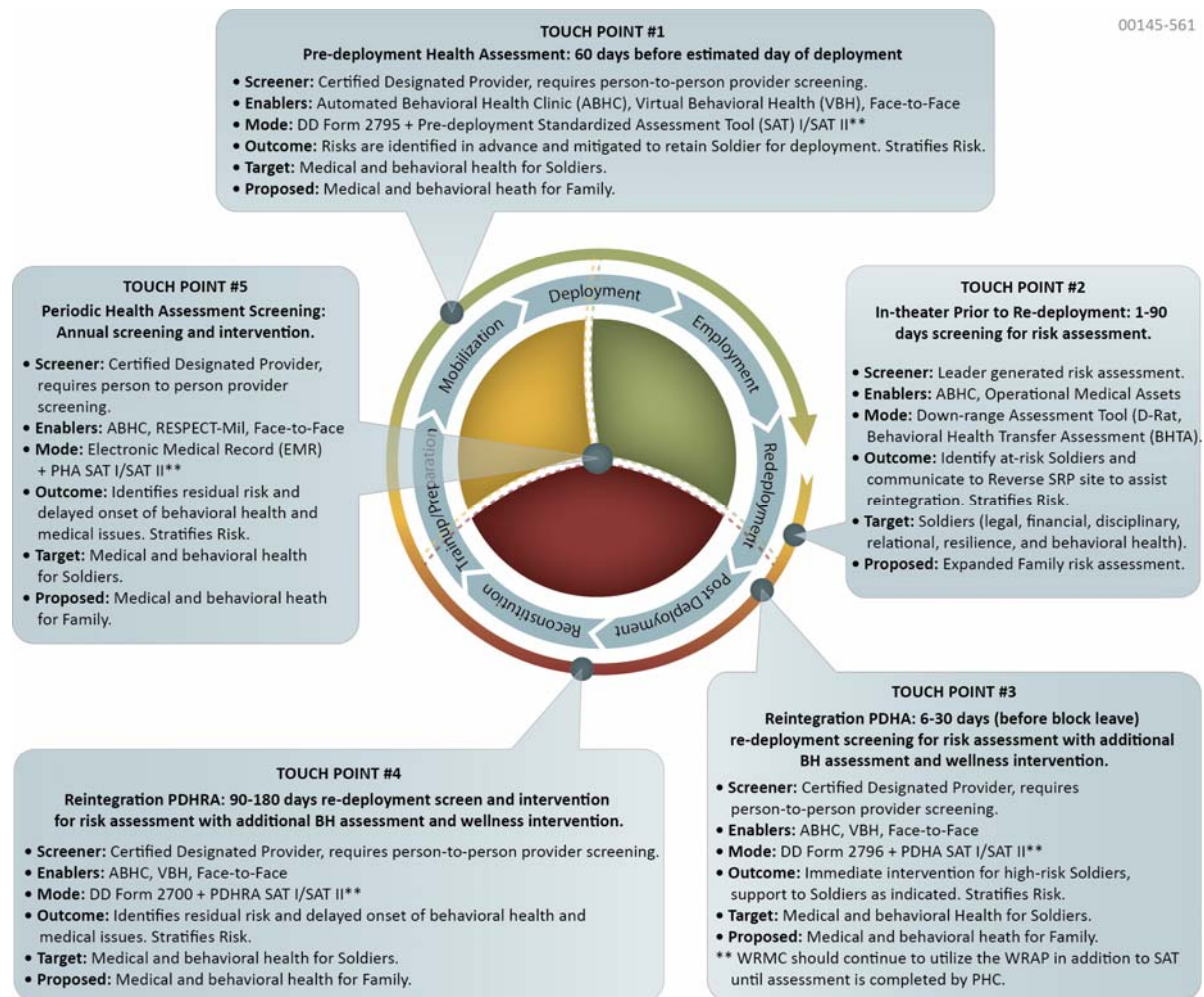 00145-561
TOUCH POINT #1
Pre-deployment Health Assessment: 60 days before estimated day of deployment
• Screener: Certified Designated Provider, requires person-to-person provider screening.
• Enablers: Automated Behavioral Health Clinic (ABHC), Virtual Behavioral Health (VBH), Face-to-Face
• Mode: DD Form 2795 + Pre-deployment Standardized Assessment Tool (SAT) I/SAT II**
• Outcome: Risks are identified in advance and mitigated to retain Soldier for deployment. Stratifies Risk.
• Target: Medical and behavioral health for Soldiers.
• Proposed: Medical and behavioral heath for Family.
TOUCH POINT #5
Periodic Health Assessment Screening:
Annual screening and intervention.
• Screener: Certified Designated Provider,
requires person to person provider
screening.
• Enablers: ABHC, RESPECT-Mil, Face-to-Face
• Mode: Electronic Medical Record (EMR)
+ PHA SAT I/SAT II**
• Outcome: Identifies residual risk and
delayed onset of behavioral health and
medical issues. Stratifies Risk.
• Target: Medical and behavioral health
for Soldiers.
• Proposed: Medical and behavioral heath
for Family.
Deployment
Employment
Redeployment
Post Deployment
Reconstitution
Trainup/Preparation
Mobilization
TOUCH POINT #2
In-theater Prior to Re-deployment: 1-90
days screening for risk assessment.
• Screener: Leader generated risk assessment.
• Enablers: ABHC, Operational Medical Assets
• Mode: Down-range Assessment Tool (D-Rat,
Behavioral Health Transfer Assessment (BHTA).
• Outcome: Identify at-risk Soldiers and
communicate to Reverse SRP site to assist
reintegration. Stratifies Risk.
• Target: Soldiers (legal, financial, disciplinary,
relational, resilience, and behavioral health).
• Proposed: Expanded Family risk assessment.
TOUCH POINT #4
Reintegration PDHRA: 90-180 days re-deployment screen and intervention
for risk assessment with additional BH assessment and wellness intervention.
• Screener: Certified Designated Provider, requires person-to-person provider screening.
• Enablers: ABHC, VBH, Face-to-Face
• Mode: DD Form 2700 + PDHRA SAT I/SAT II**
• Outcome: Identifies residual risk and delayed onset of behavioral health and
medical issues. Stratifies Risk.
• Target: Medical and behavioral health for Soldiers.
• Proposed: Medical and behavioral health for Family.
TOUCH POINT #3
Reintegration PDHA: 6-30 days (before block leave)
re-deployment screening for risk assessment with additional
BH assessment and wellness intervention.
• Screener: Certified Designated Provider, requires
person-to-person provider screening.
• Enablers: ABHC, VBH, Face-to-Face
• Mode: DD Form 2796 + PDHA SAT I/SAT II**
• Outcome: Immediate intervention for high-risk Soldiers,
support to Soldiers as indicated. Stratifies Risk.
• Target: Medical and behavioral Health for Soldiers.
• Proposed: Medical and behavioral heath for Family.
** WRMC should continue to utilize the WRAP in addition to SAT
until assessment is completed by PHC.